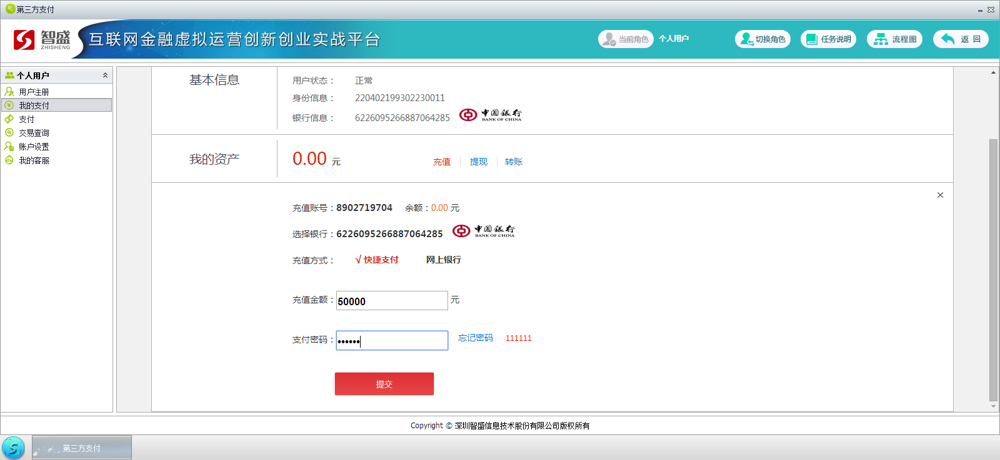 第三方支付
智盛
ZHISHENG
互联网金融虚拟运营创新创业实战平台
当前角色 个人用户 切换角色 任务说明 流程图 返 回
个人用户
用户注册
我的支付
支付
交易查询
账户设置
我的客服
基本信息
用户状态： 正常
身份信息： 220402199302230011
银行信息： 6226095266887064285 中国银行
BANK OF CHINA
我的资产 0.00 元 充值 提现 转账
充值账号：8902719704 余额：0.00 元
选择银行：6226095266887064285 中国银行
BANK OF CHINA
充值方式： √ 快捷支付 网上银行
充值金额：50000 元
支付密码：•••••• 忘记密码 111111
提交
Copyright © 深圳智盛信息技术股份有限公司版权所有
第三方支付